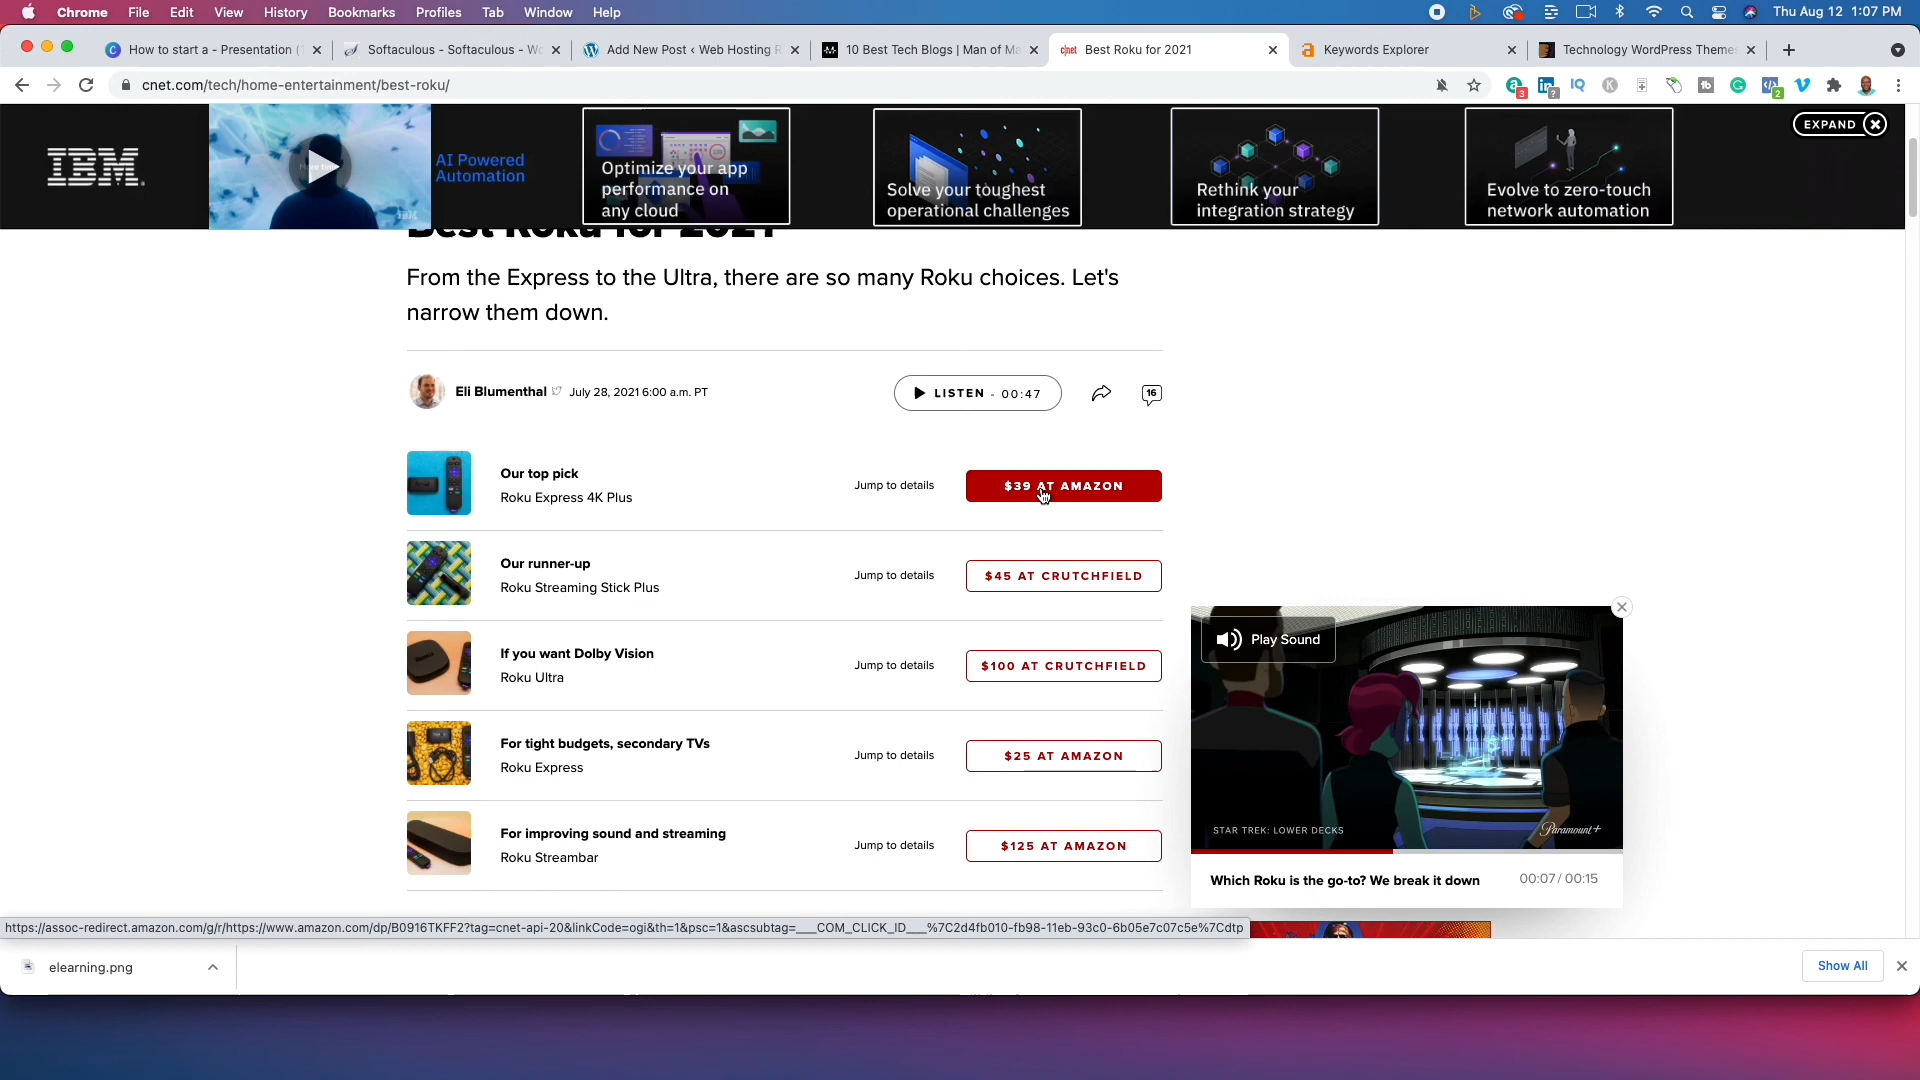 Chrome File Edit View History Bookmarks Profiles Tab Window Help
Thu Aug 12 1:07 PM
How to start a - Presentation (
Softaculous - Softaculous - W
Add New Post ‹ Web Hosting R
10 Best Tech Blogs | Man of Ma
c|net Best Roku for 2021
Keywords Explorer
Technology WordPress Themes
cnet.com/tech/home-entertainment/best-roku/
3
?
2
IBM
AI Powered
Automation
Optimize your app
performance on
any cloud
Solve your toughest
operational challenges
Rethink your
integration strategy
Evolve to zero-touch
network automation
EXPAND
Best Roku for 2021
From the Express to the Ultra, there are so many Roku choices. Let's
narrow them down.
Eli Blumenthal July 28, 2021 6:00 a.m. PT
LISTEN - 00:47
16
Our top pick
Roku Express 4K Plus
Jump to details
$39 AT AMAZON
Our runner-up
Roku Streaming Stick Plus
Jump to details
$45 AT CRUTCHFIELD
If you want Dolby Vision
Roku Ultra
Jump to details
$100 AT CRUTCHFIELD
For tight budgets, secondary TVs
Roku Express
Jump to details
$25 AT AMAZON
For improving sound and streaming
Roku Streambar
Jump to details
$125 AT AMAZON
Play Sound
STAR TREK: LOWER DECKS
Paramount+
Which Roku is the go-to? We break it down
00:07 / 00:15
https://assoc-redirect.amazon.com/g/r/https://www.amazon.com/dp/B0916TKFF2?tag=cnet-api-20&linkCode=ogi&th=1&psc=1&ascsubtag=___COM_CLICK_ID___%7C2d4fb010-fb98-11eb-93c0-6b05e7c07c5e%7Cdtp
elearning.png
Show All